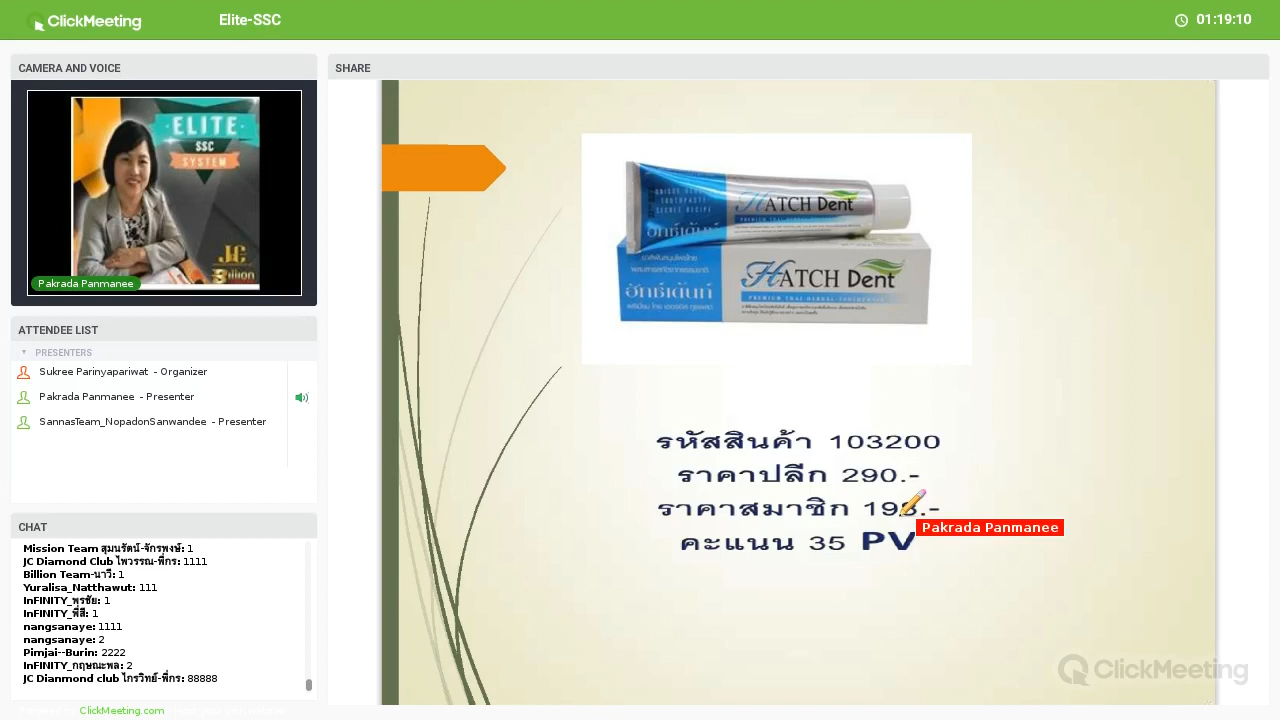 ClickMeeting
Elite-SSC
01:19:10
CAMERA AND VOICE
SHARE
ELITE
SSC
SYSTEM
JC
Billion
Pakrada Panmanee
HATCH Dent
ฮักซ์เด้นท์
HATCH Dent
PREMIUM THAI HERBAL TOOTHPASTE
ATTENDEE LIST
PRESENTERS
Sukree Parinyapariwat - Organizer
Pakrada Panmanee - Presenter
SannasTeam_NopadonSanwandee - Presenter
รหัสสินค้า 103200
ราคาปลีก 290.-
ราคาสมาชิก 198.-
Pakrada Panmanee
คะแนน 35 PV
CHAT
Mission Team สุมนรัตน์-จักรพงษ์: 1
JC Diamond Club ไพวรรณ-พี่กร: 1111
Billion Team-นาวี: 1
Yuralisa_Natthawut: 111
InFINITY_พรชัย: 1
InFINITY_พี่สี: 1
nangsanaye: 1111
nangsanaye: 2
Pimjai--Burin: 2222
InFINITY_กฤษณะพล: 2
JC Dianmond club ไกรวิทย์-พี่กร: 88888
ClickMeeting
ClickMeeting.com